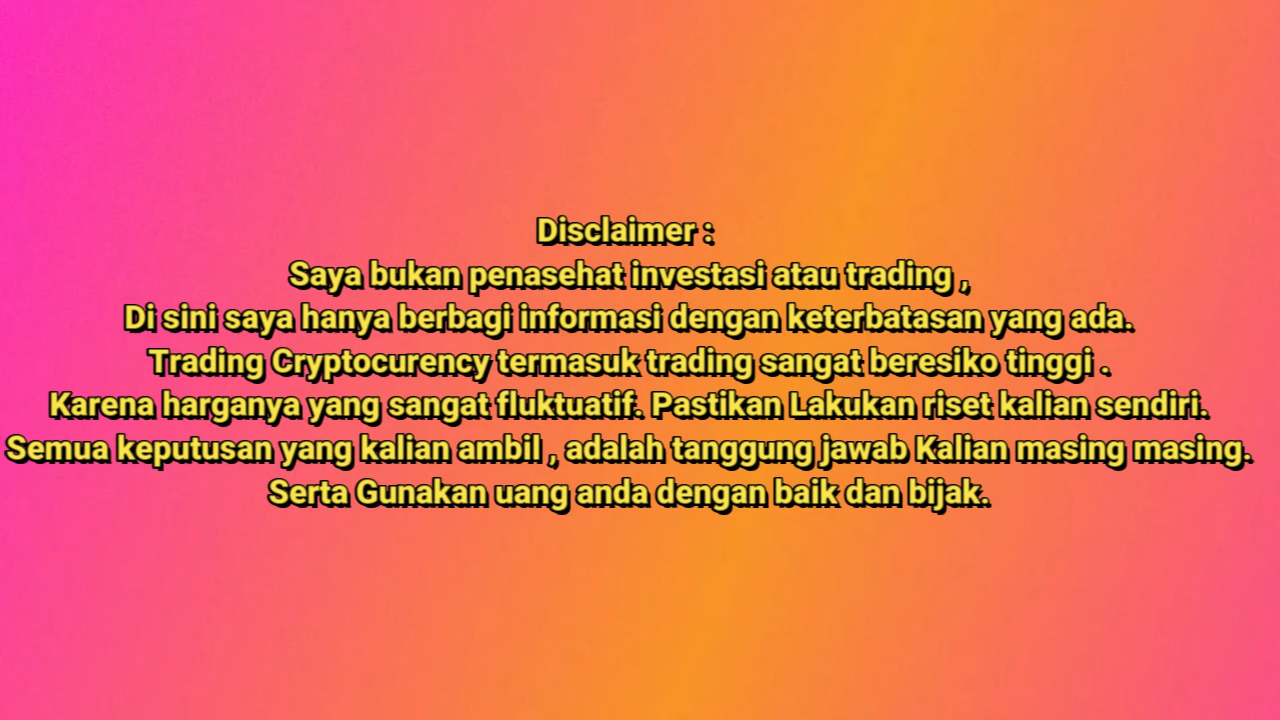 Disclaimer :
Saya bukan penasehat investasi atau trading ,
Di sini saya hanya berbagi informasi dengan keterbatasan yang ada.
Trading Cryptocurency termasuk trading sangat beresiko tinggi .
Karena harganya yang sangat fluktuatif. Pastikan Lakukan riset kalian sendiri.
Semua keputusan yang kalian ambil , adalah tanggung jawab Kalian masing masing.
Serta Gunakan uang anda dengan baik dan bijak.